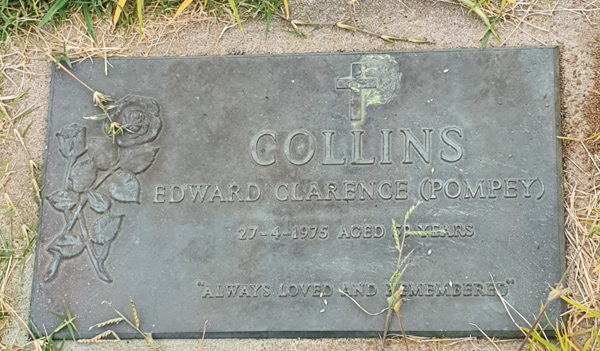 COLLINS
EDWARD CLARENCE (POMPEY)
27-4-1975 AGED YEARS
"ALWAYS LOVED AND REMEMBERED"